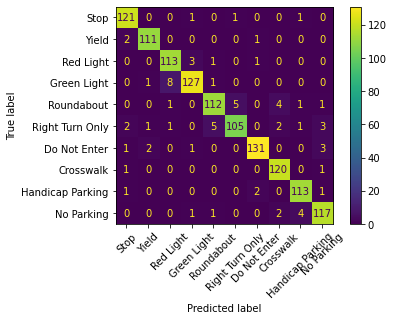 Stop 121 0 0 1 0 1 0 0 1 0
Yield 2 111 0 0 0 0 1 0 0 0
Red Light 0 0 113 3 1 0 1 0 0 0
Green Light 0 1 8 127 1 0 0 0 0 0
Roundabout 0 0 1 0 112 5 0 4 1 1
Right Turn Only 2 1 1 0 5 105 0 2 1 3
Do Not Enter 1 2 0 1 0 0 131 0 0 3
Crosswalk 1 0 0 0 0 0 0 120 0 1
Handicap Parking 1 0 0 0 0 0 2 0 113 1
No Parking 0 0 0 1 1 0 0 2 4 117
Stop
Yield
Red Light
Green Light
Roundabout
Right Turn Only
Do Not Enter
Crosswalk
Handicap Parking
No Parking
Predicted label
True label
120
100
80
60
40
20
0